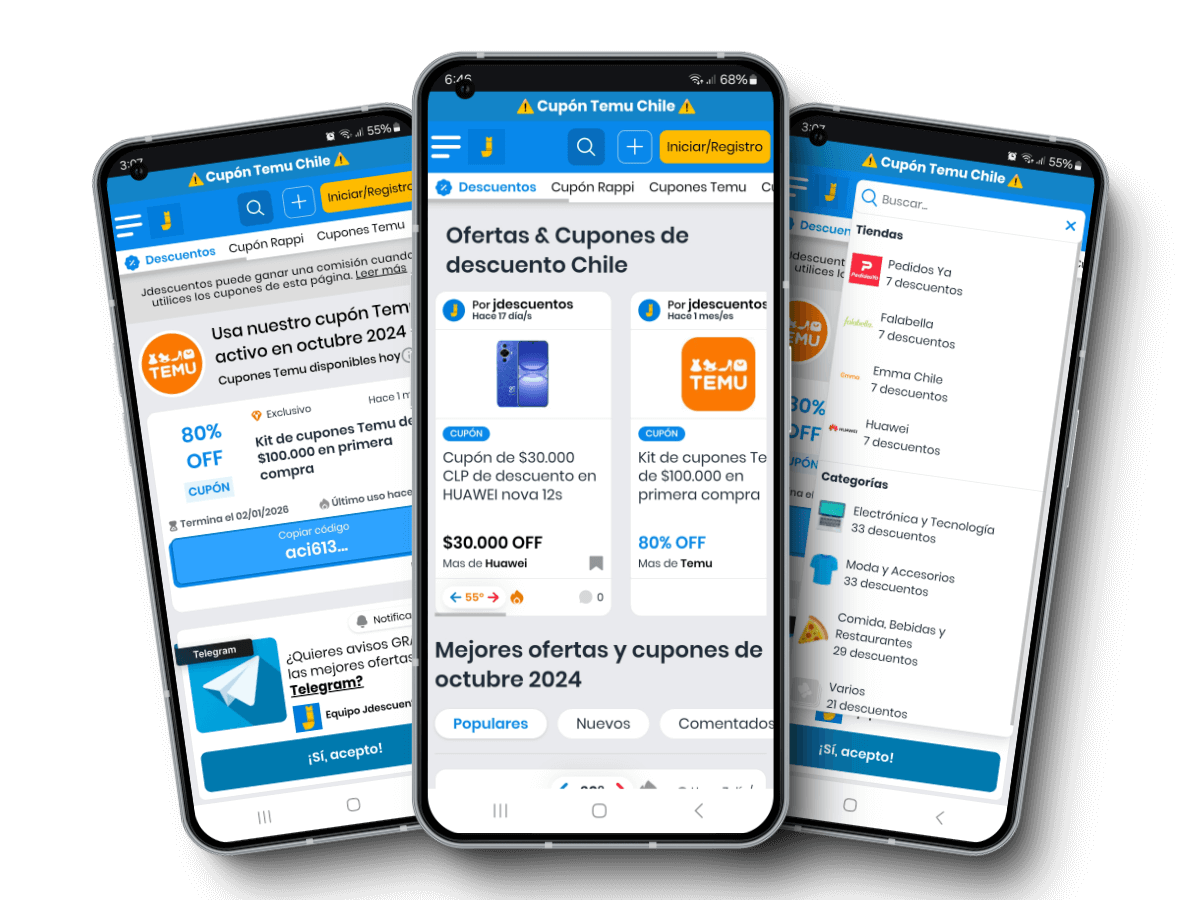 3:07
55%
⚠ Cupón Temu Chile ⚠
Iniciar/Registro
Descuentos
Cupón Rappi
Cupones Temu
Jdescuentos puede ganar una comisión cuando
utilices los cupones de esta página. Leer más
TEMU
Usa nuestro cupón Tem
activo en octubre 2024
Cupones Temu disponibles hoy
80%
OFF
CUPÓN
Exclusivo
Hace 1 m
Kit de cupones Temu de
$100.000 en primera
compra
Termina el 02/01/2026
Último uso hace
Copiar código
aci613...
Notifica
Telegram
¿Quieres avisos GRA
las mejores ofertas
Telegram?
Equipo Jdescuen
¡Sí, acepto!
6:46
68%
⚠ Cupón Temu Chile ⚠
Iniciar/Registro
Descuentos
Cupón Rappi
Cupones Temu
Cu
Ofertas & Cupones de
descuento Chile
Por jdescuentos
Hace 17 día/s
CUPÓN
Cupón de $30.000
CLP de descuento en
HUAWEI nova 12s
$30.000 OFF
Mas de Huawei
55°
0
Por jdescuentos
Hace 1 mes/es
TEMU
CUPÓN
Kit de cupones Te
de $100.000 en
primera compra
80% OFF
Mas de Temu
Mejores ofertas y cupones de
octubre 2024
Populares
Nuevos
Comentados
3:07
55%
⚠ Cupón Temu Chile ⚠
Buscar...
Descuen
Tiendas
PedidosYa
Pedidos Ya
7 descuentos
falabella.
Falabella
7 descuentos
Emma
Emma Chile
7 descuentos
HUAWEI
Huawei
7 descuentos
Categorías
Electrónica y Tecnología
33 descuentos
Moda y Accesorios
33 descuentos
Comida, Bebidas y
Restaurantes
29 descuentos
Varios
21 descuentos
Jdescuen
utilices l
EMU
80%
OFF
UPÓN
na el
¡Sí, acepto!